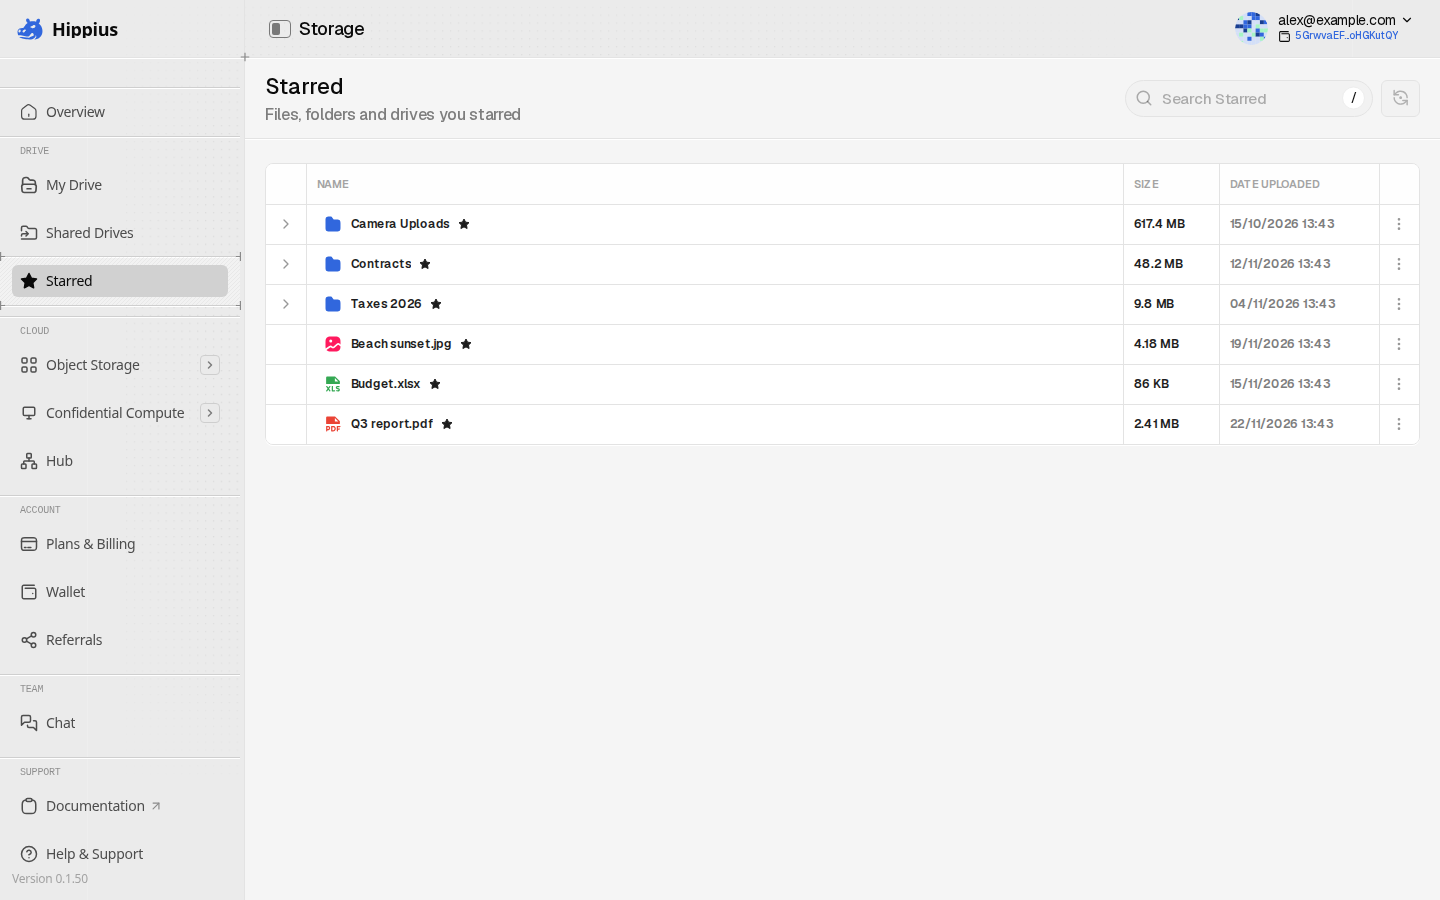 Hippius
Storage
alex@example.com
5GrwvaEF...oHGKutQY
Starred
Files, folders and drives you starred
Search Starred
/
Overview
DRIVE
My Drive
Shared Drives
Starred
CLOUD
Object Storage
Confidential Compute
Hub
ACCOUNT
Plans & Billing
Wallet
Referrals
TEAM
Chat
SUPPORT
Documentation
Help & Support
Version 0.1.50
NAME SIZE DATE UPLOADED
Camera Uploads 617.4 MB 15/10/2026 13:43
Contracts 48.2 MB 12/11/2026 13:43
Taxes 2026 9.8 MB 04/11/2026 13:43
Beach sunset.jpg 4.18 MB 19/11/2026 13:43
XLS Budget.xlsx 86 KB 15/11/2026 13:43
PDF Q3 report.pdf 2.41 MB 22/11/2026 13:43